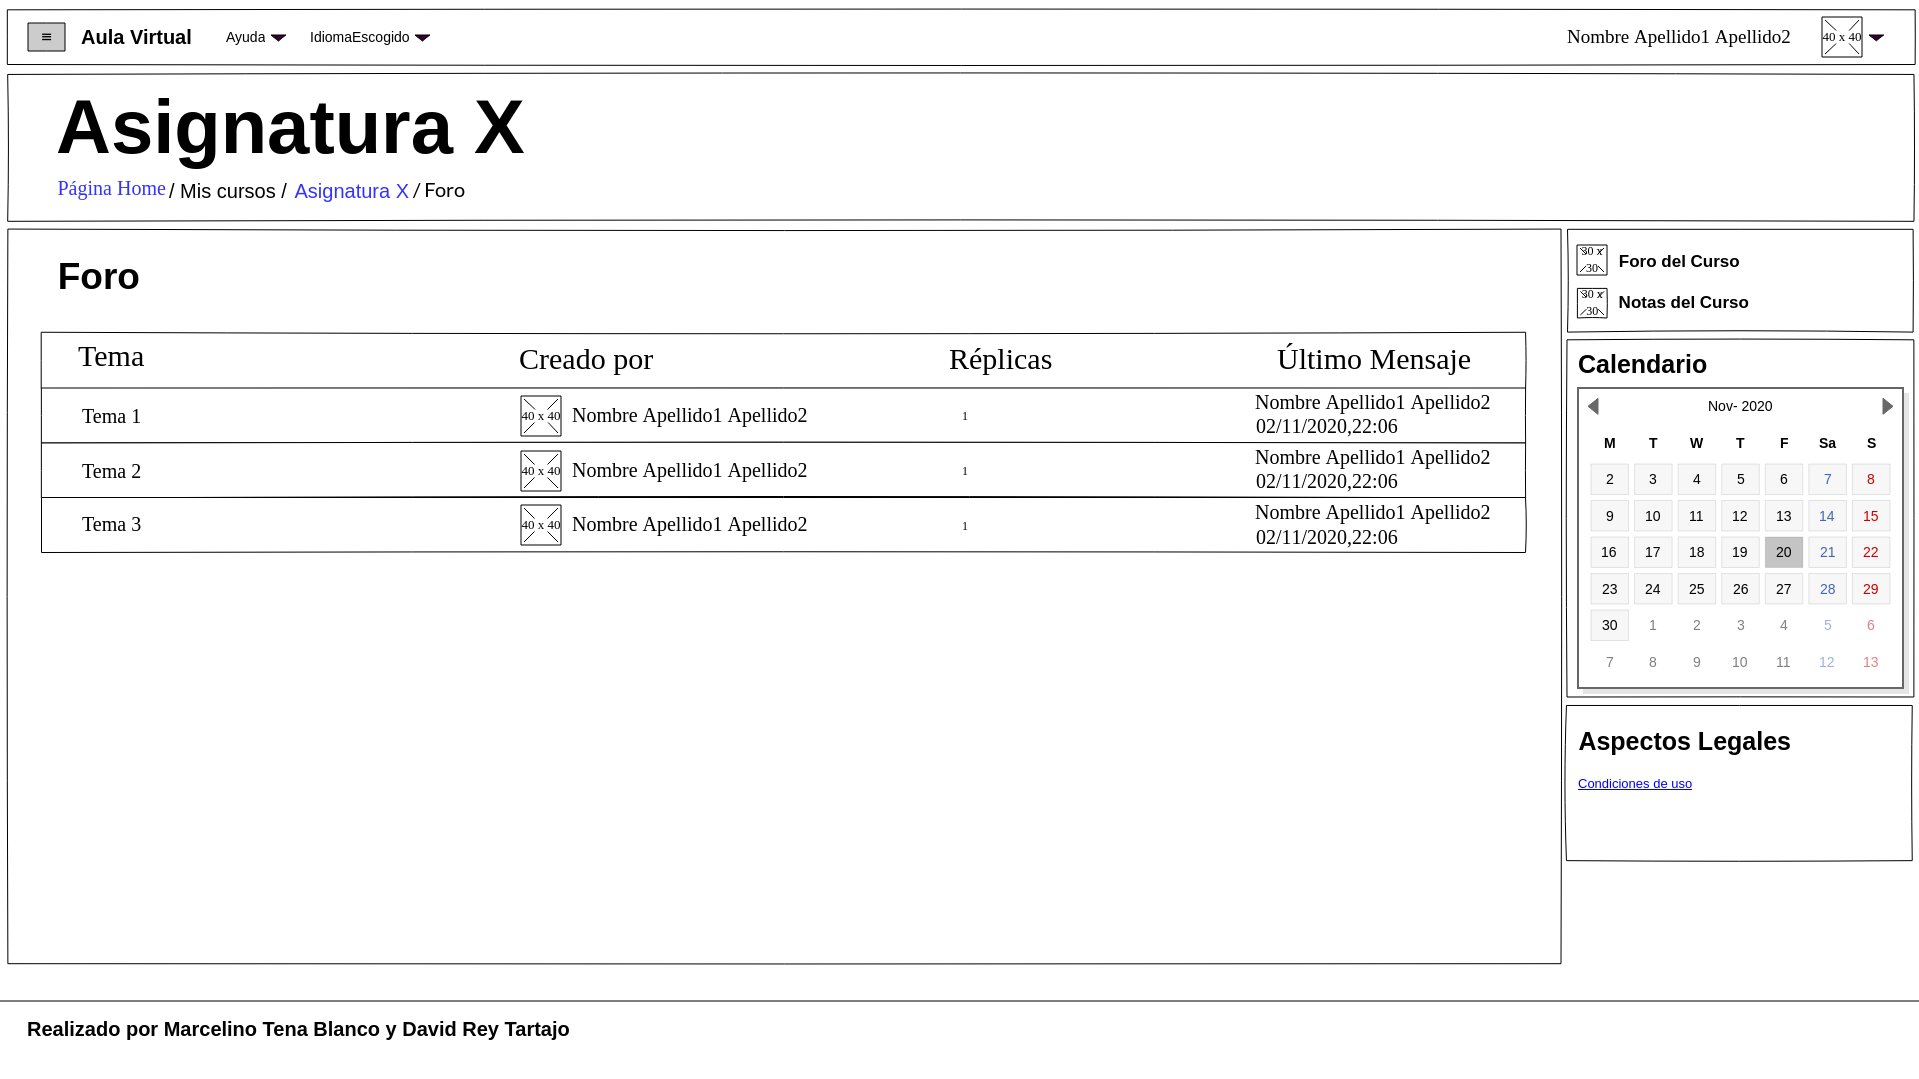 ≡ Aula Virtual Ayuda IdiomaEscogido Nombre Apellido1 Apellido2 40 x 40
Asignatura X
Página Home / Mis cursos / Asignatura X / Foro
Foro
Tema Creado por Réplicas Último Mensaje
Tema 1 40 x 40 Nombre Apellido1 Apellido2 1 Nombre Apellido1 Apellido2
02/11/2020,22:06
Tema 2 40 x 40 Nombre Apellido1 Apellido2 1 Nombre Apellido1 Apellido2
02/11/2020,22:06
Tema 3 40 x 40 Nombre Apellido1 Apellido2 1 Nombre Apellido1 Apellido2
02/11/2020,22:06
30 x
30
Foro del Curso
30 x
30
Notas del Curso
Calendario
Nov- 2020
M T W T F Sa S
2 3 4 5 6 7 8
9 10 11 12 13 14 15
16 17 18 19 20 21 22
23 24 25 26 27 28 29
30 1 2 3 4 5 6
7 8 9 10 11 12 13
Aspectos Legales
Condiciones de uso
Realizado por Marcelino Tena Blanco y David Rey Tartajo